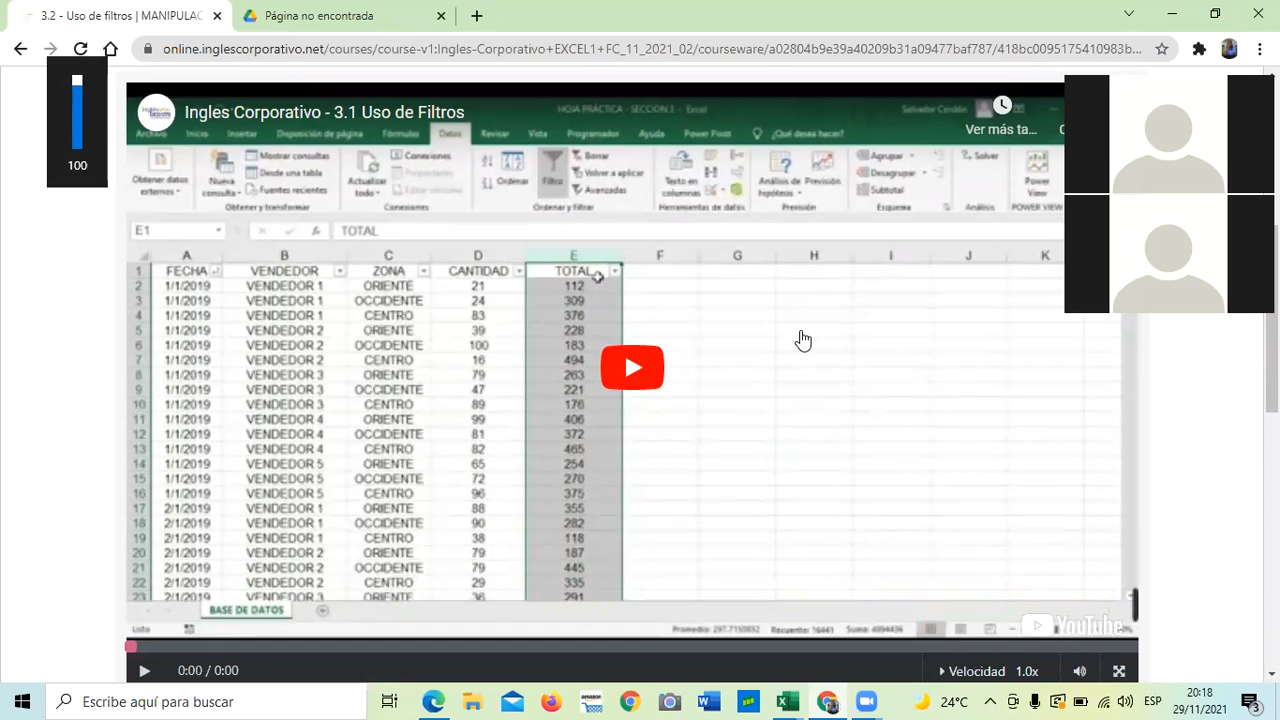 3.2 - Uso de filtros | MANIPULAC
Página no encontrada
online.inglescorporativo.net/courses/course-v1:Ingles-Corporativo+EXCEL1+FC_11_2021_02/courseware/a02802b9e39a40209b31a09477baf787/418bc0095175410983b...
100
Ingles Corporativo - 3.1 Uso de Filtros
HOJA PRÁCTICA - SECCION.3 - Excel
Ver más ta...
Archivo Inicio Insertar Disposición de página Fórmulas Datos Revisar Vista Programador Ayuda Power Pivot ¿Qué desea hacer?
Obtener datos externos
Nueva consulta
Mostrar consultas
Desde una tabla
Fuentes recientes
Obtener y transformar
Actualizar todo
Conexiones
Propiedades
Conexiones
Ordenar
Filtro
Borrar
Volver a aplicar
Avanzadas
Ordenar y filtrar
Texto en columnas
Herramientas de datos
Análisis de hipótesis
Previsión
Previsión
Agrupar
Desagrupar
Subtotal
Esquema
Solver
Análisis
Power View
POWER VIEW
E1 TOTAL
A B C D E F G H I J K
1 FECHA VENDEDOR ZONA CANTIDAD TOTAL
2 1/1/2019 VENDEDOR 1 ORIENTE 21 112
3 1/1/2019 VENDEDOR 1 OCCIDENTE 24 309
4 1/1/2019 VENDEDOR 1 CENTRO 83 376
5 1/1/2019 VENDEDOR 2 ORIENTE 39 228
6 1/1/2019 VENDEDOR 2 OCCIDENTE 100 183
7 1/1/2019 VENDEDOR 2 CENTRO 16 494
8 1/1/2019 VENDEDOR 3 ORIENTE 79 263
9 1/1/2019 VENDEDOR 3 OCCIDENTE 47 221
10 1/1/2019 VENDEDOR 3 CENTRO 89 176
11 1/1/2019 VENDEDOR 4 ORIENTE 99 406
12 1/1/2019 VENDEDOR 4 OCCIDENTE 81 372
13 1/1/2019 VENDEDOR 4 CENTRO 82 465
14 1/1/2019 VENDEDOR 5 ORIENTE 65 254
15 1/1/2019 VENDEDOR 5 OCCIDENTE 72 270
16 1/1/2019 VENDEDOR 5 CENTRO 96 375
17 2/1/2019 VENDEDOR 1 ORIENTE 88 355
18 2/1/2019 VENDEDOR 1 OCCIDENTE 90 282
19 2/1/2019 VENDEDOR 1 CENTRO 38 118
20 2/1/2019 VENDEDOR 2 ORIENTE 79 187
21 2/1/2019 VENDEDOR 2 OCCIDENTE 79 445
22 2/1/2019 VENDEDOR 2 CENTRO 29 335
23 2/1/2019 VENDEDOR 3 ORIENTE 36 291
BASE DE DATOS
YouTube
Listo
0:00 / 0:00
Velocidad 1.0x
Escribe aquí para buscar
24°C
ESP
20:18
29/11/2021
3